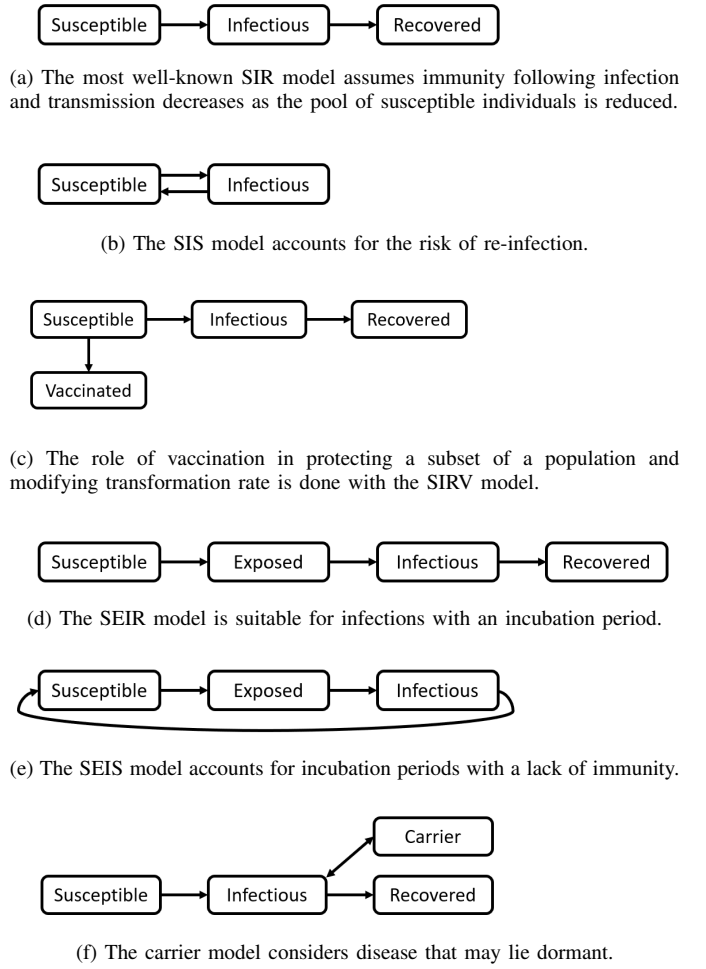 Susceptible Infectious Recovered
(a) The most well-known SIR model assumes immunity following infection
and transmission decreases as the pool of susceptible individuals is reduced.
Susceptible Infectious
(b) The SIS model accounts for the risk of re-infection.
Susceptible Infectious Recovered
Vaccinated
(c) The role of vaccination in protecting a subset of a population and
modifying transformation rate is done with the SIRV model.
Susceptible Exposed Infectious Recovered
(d) The SEIR model is suitable for infections with an incubation period.
Susceptible Exposed Infectious
(e) The SEIS model accounts for incubation periods with a lack of immunity.
Carrier
Susceptible Infectious Recovered
(f) The carrier model considers disease that may lie dormant.